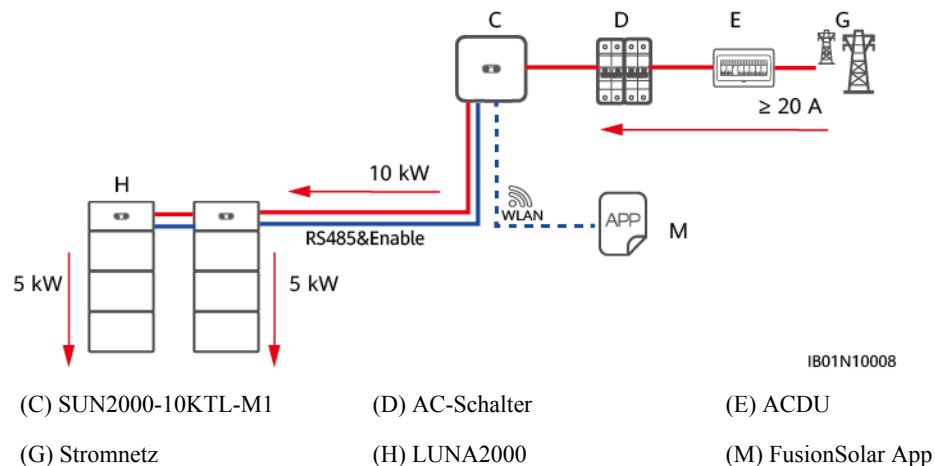 C D E G
≥ 20 A
10 kW
H
WLAN
APP
M
RS485&Enable
5 kW 5 kW
IB01N10008
(C) SUN2000-10KTL-M1 (D) AC-Schalter (E) ACDU
(G) Stromnetz (H) LUNA2000 (M) FusionSolar App